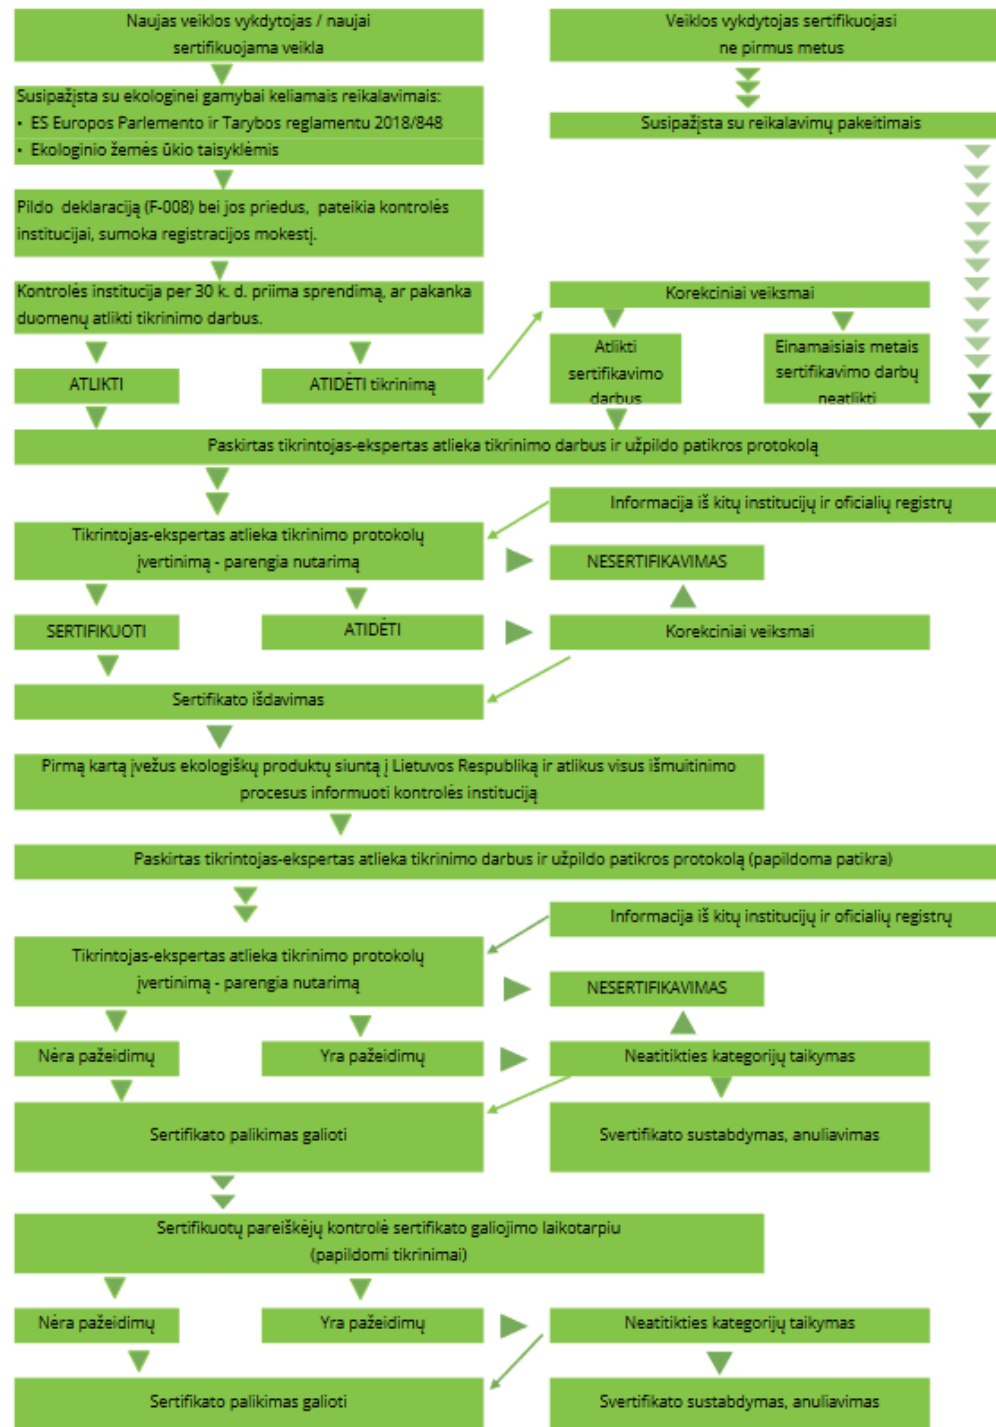 Naujas veiklos vykdytojas / naujai
sertifikuojama veikla
Veiklos vykdytojas sertifikuojasi
ne pirmus metus
Susipažįsta su ekologinei gamybai keliamais reikalavimais:
• ES Europos Parlemento ir Tarybos reglamentu 2018/848
• Ekologinio žemės ūkio taisyklėmis
Susipažįsta su reikalavimų pakeitimais
Pildo deklaraciją (F-008) bei jos priedus, pateikia kontrolės
institucijai, sumoka registracijos mokestį.
Kontrolės institucija per 30 k. d. priima sprendimą, ar pakanka
duomenų atlikti tikrinimo darbus.
Korekciniai veiksmai
ATLIKTI
ATIDĖTI tikrinimą
Atlikti
sertifikavimo
darbus
Einamaisiais metais
sertifikavimo darbų
neatlikti
Paskirtas tikrintojas-ekspertas atlieka tikrinimo darbus ir užpildo patikros protokolą
Informacija iš kitų institucijų ir oficialių registrų
Tikrintojas-ekspertas atlieka tikrinimo protokolų
įvertinimą - parengia nutarimą
NESERTIFIKAVIMAS
SERTIFIKUOTI
ATIDĖTI
Korekciniai veiksmai
Sertifikato išdavimas
Pirmą kartą įvežus ekologiškų produktų siuntą į Lietuvos Respubliką ir atlikus visus išmuitinimo
procesus informuoti kontrolės instituciją
Paskirtas tikrintojas-ekspertas atlieka tikrinimo darbus ir užpildo patikros protokolą (papildoma patikra)
Informacija iš kitų institucijų ir oficialių registrų
Tikrintojas-ekspertas atlieka tikrinimo protokolų
įvertinimą - parengia nutarimą
NESERTIFIKAVIMAS
Nėra pažeidimų
Yra pažeidimų
Neatitikties kategorijų taikymas
Sertifikato palikimas galioti
Svertifikato sustabdymas, anuliavimas
Sertifikuotų pareiškėjų kontrolė sertifikato galiojimo laikotarpiu
(papildomi tikrinimai)
Nėra pažeidimų
Yra pažeidimų
Neatitikties kategorijų taikymas
Sertifikato palikimas galioti
Svertifikato sustabdymas, anuliavimas